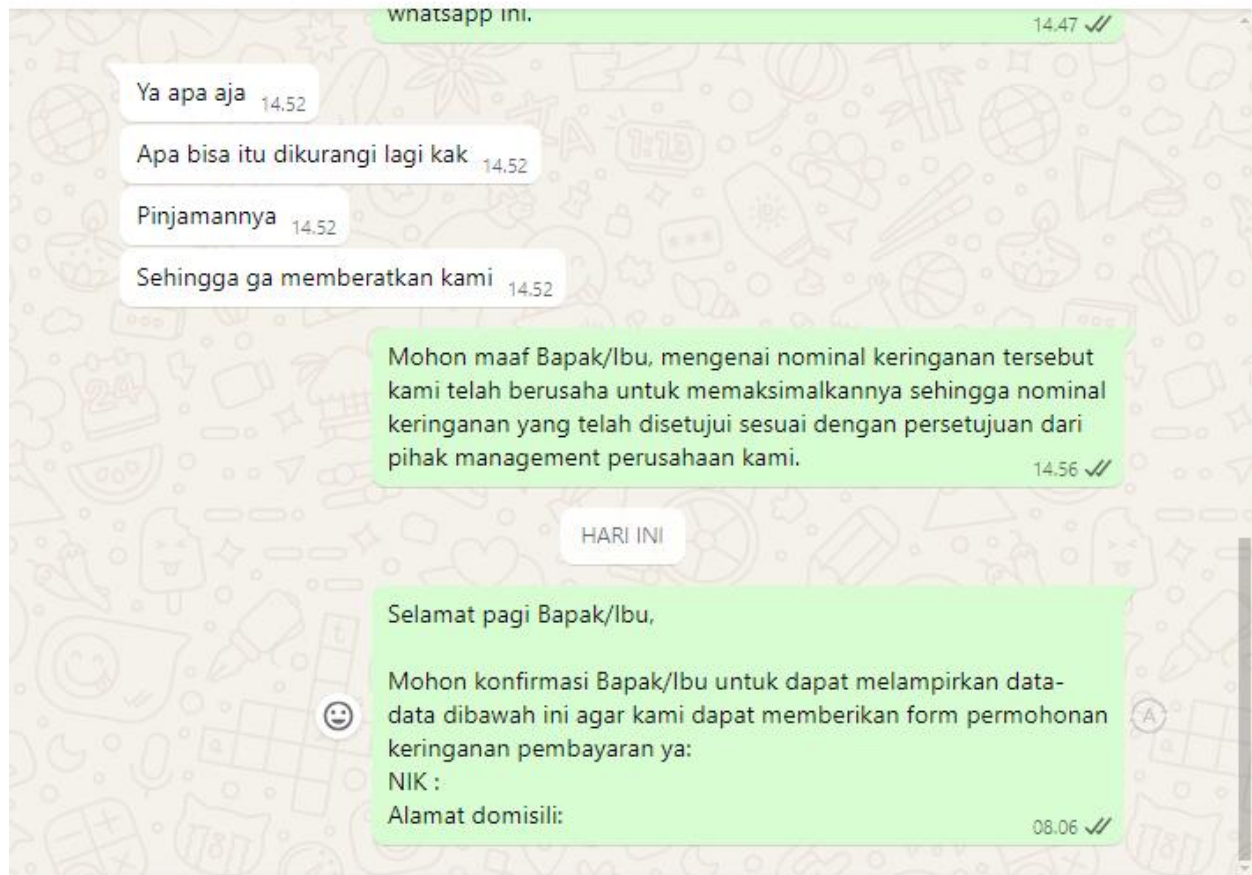 whatsapp ini.
14.47
Ya apa aja 14.52
Apa bisa itu dikurangi lagi kak 14.52
Pinjamannya 14.52
Sehingga ga memberatkan kami 14.52
Mohon maaf Bapak/Ibu, mengenai nominal keringanan tersebut
kami telah berusaha untuk memaksimalkannya sehingga nominal
keringanan yang telah disetujui sesuai dengan persetujuan dari
pihak management perusahaan kami.
14.56
HARI INI
Selamat pagi Bapak/Ibu,
Mohon konfirmasi Bapak/Ibu untuk dapat melampirkan data-
data dibawah ini agar kami dapat memberikan form permohonan
keringanan pembayaran ya:
NIK :
Alamat domisili:
08.06